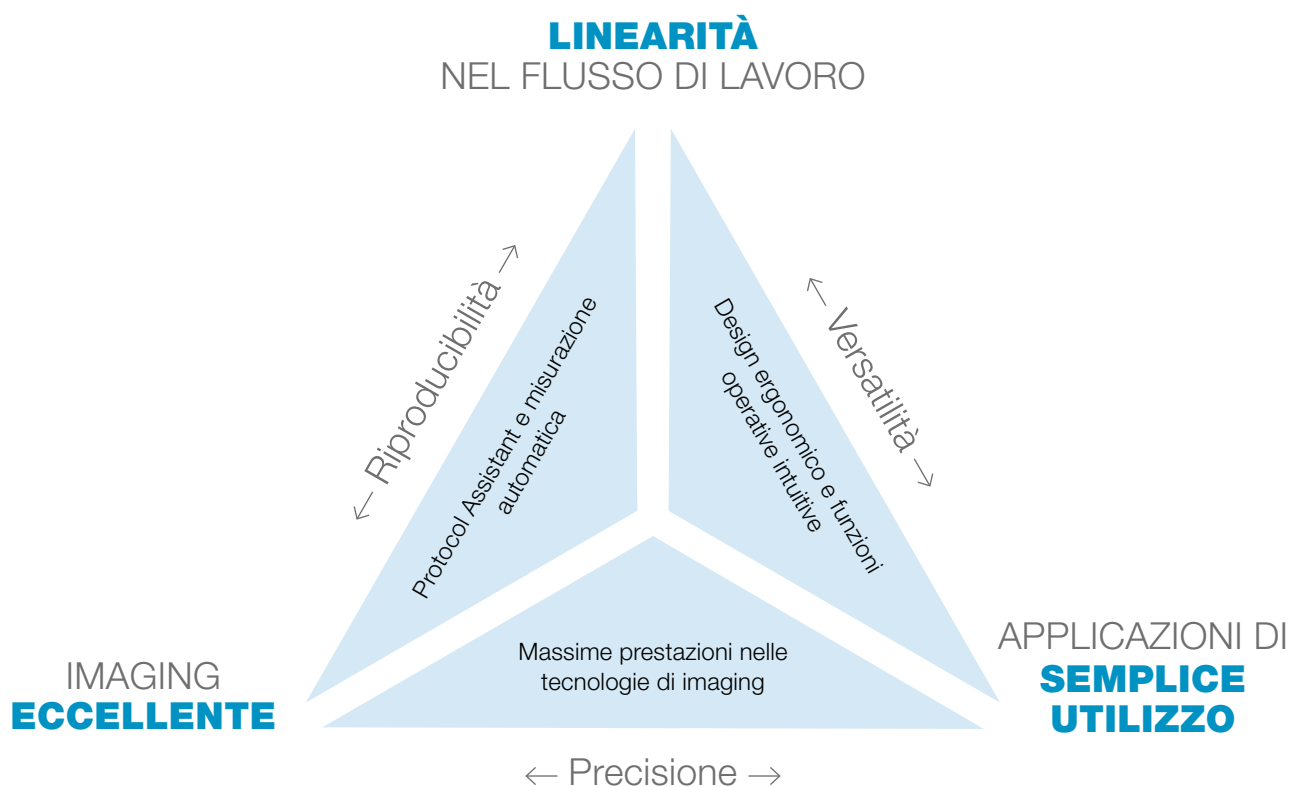 LINEARITÀ
NEL FLUSSO DI LAVORO
← Riproducibilità →
Protocol Assistant e misurazione
automatica
← Versatilità →
Design ergonomico e funzioni
operative intuitive
IMAGING
ECCELLENTE
Massime prestazioni nelle
tecnologie di imaging
APPLICAZIONI DI
SEMPLICE
UTILIZZO
← Precisione →